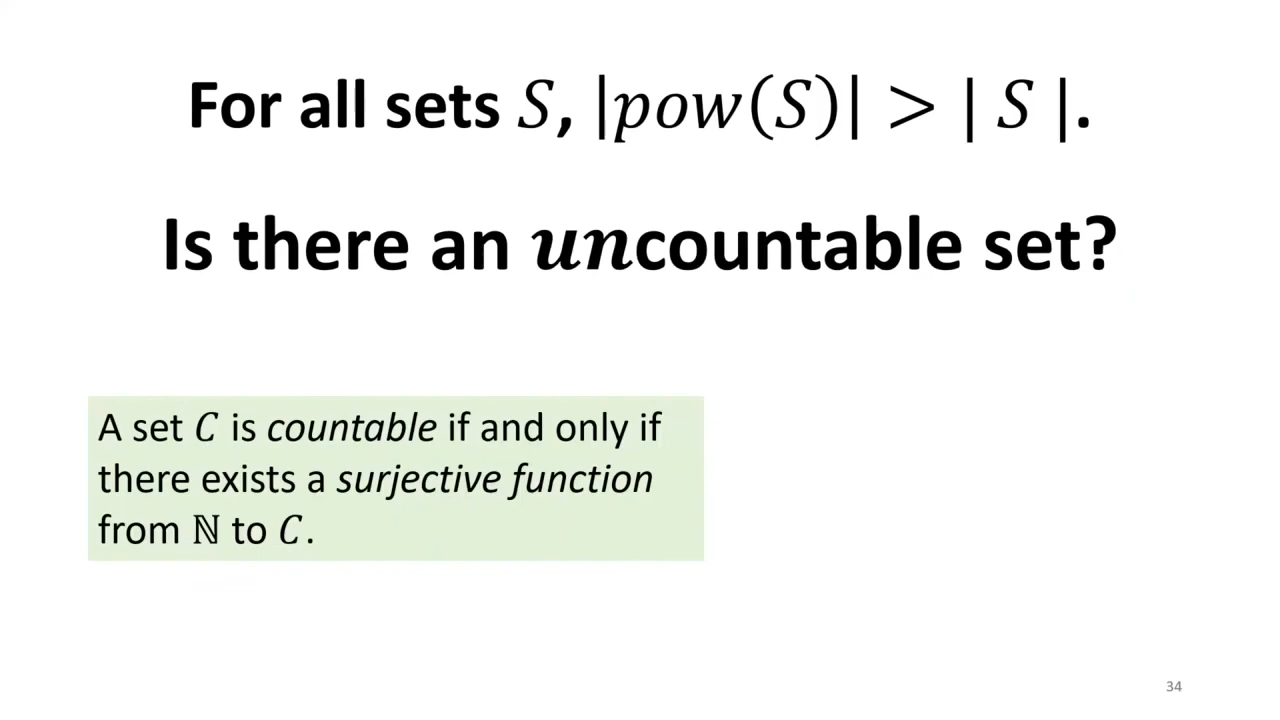 For all sets 𝑆, |𝑝𝑜𝑤(𝑆)| > | 𝑆 |.
Is there an uncountable set?
A set 𝐶 is countable if and only if
there exists a surjective function
from ℕ to 𝐶.
34